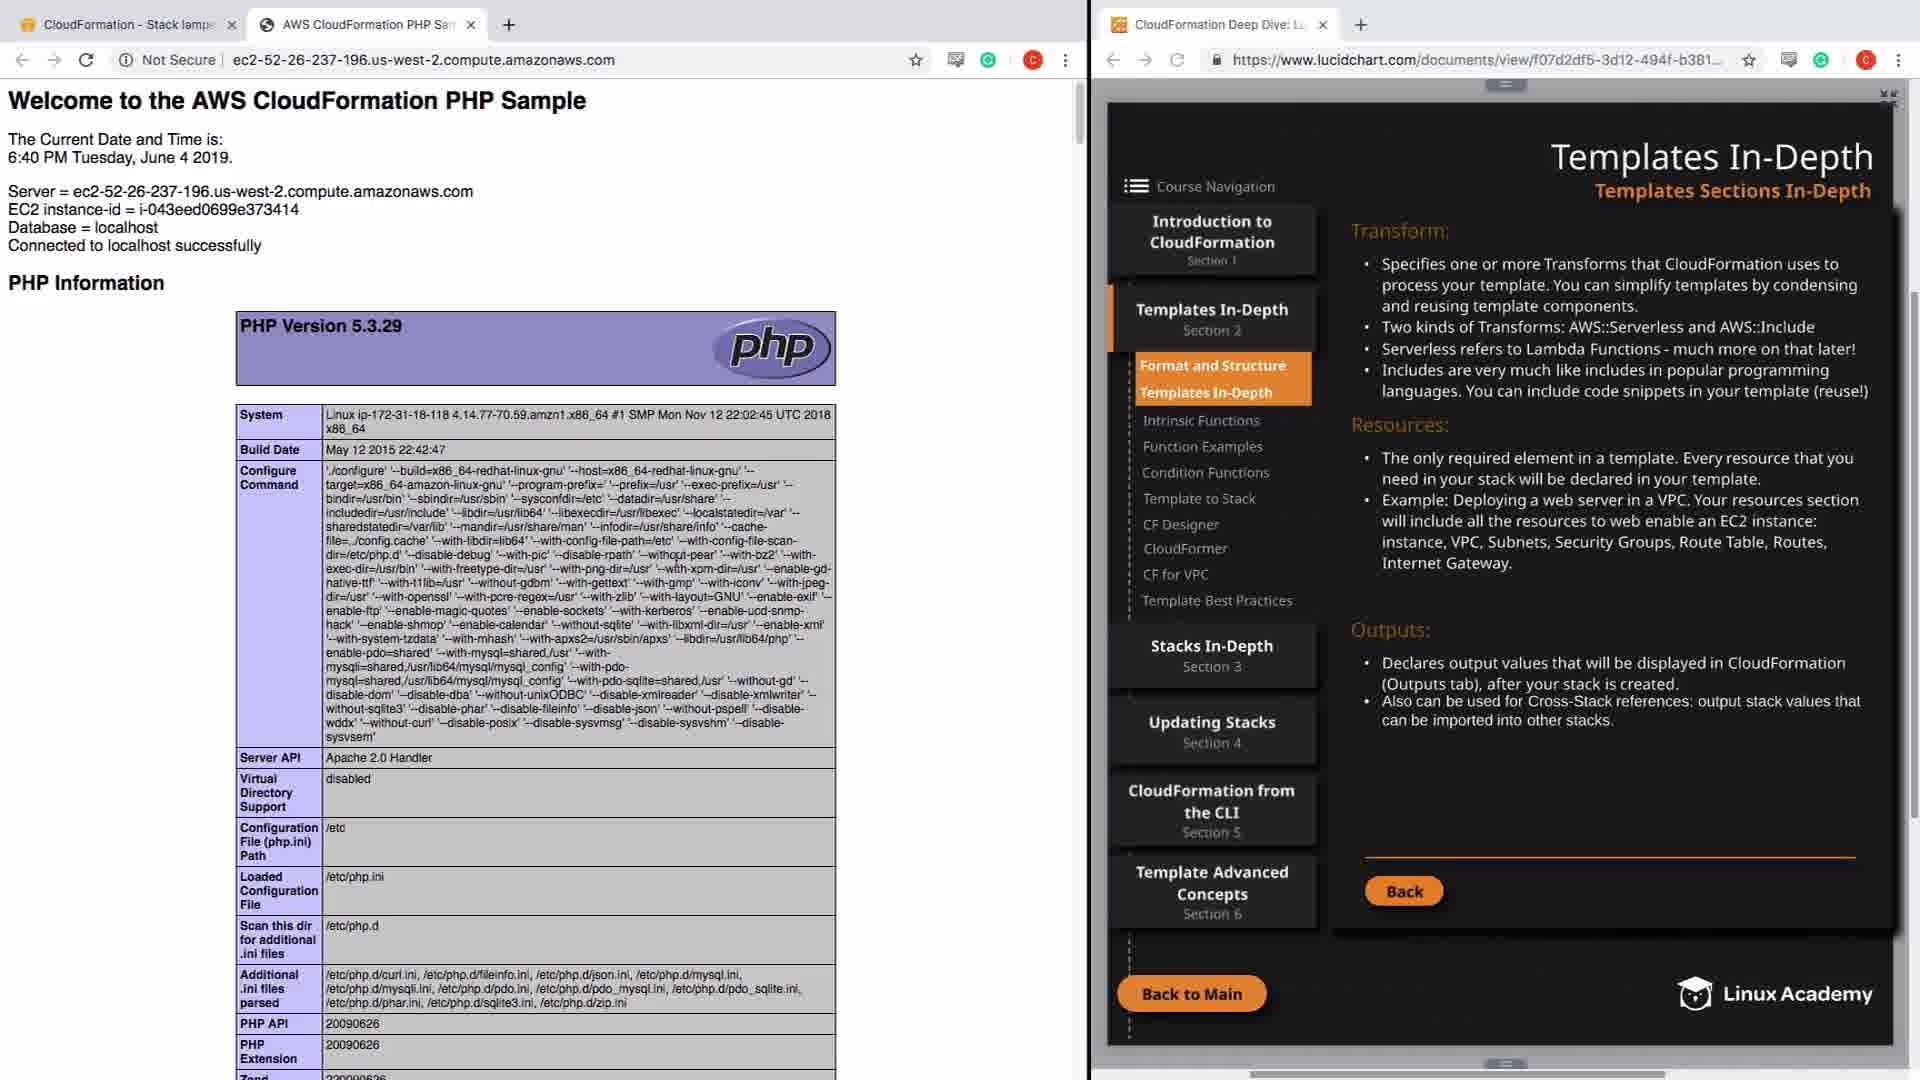 CloudFormation - Stack lamp
AWS CloudFormation PHP Sam
Not Secure
ec2-52-26-237-196.us-west-2.compute.amazonaws.com
C
Welcome to the AWS CloudFormation PHP Sample
The Current Date and Time is:
6:40 PM Tuesday, June 4 2019.
Server = ec2-52-26-237-196.us-west-2.compute.amazonaws.com
EC2 instance-id = i-043eed0699e373414
Database = localhost
Connected to localhost successfully
PHP Information
PHP Version 5.3.29
php
System
Linux ip-172-31-18-118 4.14.77-70.59.amzn1.x86_64 #1 SMP Mon Nov 12 22:02:45 UTC 2018
x86_64
Build Date
May 12 2015 22:42:47
Configure
Command
'./configure' '--build=x86_64-redhat-linux-gnu' '--host=x86_64-redhat-linux-gnu' '--
target=x86_64-amazon-linux-gnu' '--program-prefix=' '--prefix=/usr' '--exec-prefix=/usr' '--
bindir=/usr/bin' '--sbindir=/usr/sbin' '--sysconfdir=/etc' '--datadir=/usr/share' '--
includedir=/usr/include' '--libdir=/usr/lib64' '--libexecdir=/usr/libexec' '--localstatedir=/var' '--
sharedstatedir=/var/lib' '--mandir=/usr/share/man' '--infodir=/usr/share/info' '--cache-
file=../config.cache' '--with-libdir=lib64' '--with-config-file-path=/etc' '--with-config-file-scan-
dir=/etc/php.d' '--disable-debug' '--with-pic' '--disable-rpath' '--without-pear' '--with-bz2' '--with-
exec-dir=/usr/bin' '--with-freetype-dir=/usr' '--with-png-dir=/usr' '--with-xpm-dir=/usr' '--enable-gd-
native-ttf' '--with-t1lib=/usr' '--without-gdbm' '--with-gettext' '--with-gmp' '--with-iconv' '--with-jpeg-
dir=/usr' '--with-openssl' '--with-pcre-regex=/usr' '--with-zlib' '--with-layout=GNU' '--enable-exif' '--
enable-ftp' '--enable-magic-quotes' '--enable-sockets' '--with-kerberos' '--enable-ucd-snmp-
hack' '--enable-shmop' '--enable-calendar' '--without-sqlite' '--with-libxml-dir=/usr' '--enable-xml'
'--with-system-tzdata' '--with-mhash' '--with-apxs2=/usr/sbin/apxs' '--libdir=/usr/lib64/php' '--
enable-pdo=shared' '--with-mysql=shared,/usr' '--with-
mysqli=shared,/usr/lib64/mysql/mysql_config' '--with-pdo-
mysql=shared,/usr/lib64/mysql/mysql_config' '--with-pdo-sqlite=shared,/usr' '--without-gd' '--
disable-dom' '--disable-dba' '--without-unixODBC' '--disable-xmlreader' '--disable-xmlwriter' '--
without-sqlite3' '--disable-phar' '--disable-fileinfo' '--disable-json' '--without-pspell' '--disable-
wddx' '--without-curl' '--disable-posix' '--disable-sysvmsg' '--disable-sysvshm' '--disable-
sysvsem'
Server API
Apache 2.0 Handler
Virtual
Directory
Support
disabled
Configuration
File (php.ini)
Path
/etc
Loaded
Configuration
File
/etc/php.ini
Scan this dir
for additional
.ini files
/etc/php.d
Additional
.ini files
parsed
/etc/php.d/curl.ini, /etc/php.d/fileinfo.ini, /etc/php.d/json.ini, /etc/php.d/mysql.ini,
/etc/php.d/mysqli.ini, /etc/php.d/pdo.ini, /etc/php.d/pdo_mysql.ini, /etc/php.d/pdo_sqlite.ini,
/etc/php.d/phar.ini, /etc/php.d/sqlite3.ini, /etc/php.d/zip.ini
PHP API
20090626
PHP
Extension
20090626
Zend
220090626
CloudFormation Deep Dive: Lu
https://www.lucidchart.com/documents/view/f07d2df5-3d12-494f-b381...
C
Templates In-Depth
Templates Sections In-Depth
Course Navigation
Introduction to
CloudFormation
Section 1
Templates In-Depth
Section 2
Format and Structure
Templates In-Depth
Intrinsic Functions
Function Examples
Condition Functions
Template to Stack
CF Designer
CloudFormer
CF for VPC
Template Best Practices
Stacks In-Depth
Section 3
Updating Stacks
Section 4
CloudFormation from
the CLI
Section 5
Template Advanced
Concepts
Section 6
Back to Main
Transform:
• Specifies one or more Transforms that CloudFormation uses to
process your template. You can simplify templates by condensing
and reusing template components.
• Two kinds of Transforms: AWS::Serverless and AWS::Include
• Serverless refers to Lambda Functions - much more on that later!
• Includes are very much like includes in popular programming
languages. You can include code snippets in your template (reuse!)
Resources:
• The only required element in a template. Every resource that you
need in your stack will be declared in your template.
• Example: Deploying a web server in a VPC. Your resources section
will include all the resources to web enable an EC2 instance:
instance, VPC, Subnets, Security Groups, Route Table, Routes,
Internet Gateway.
Outputs:
• Declares output values that will be displayed in CloudFormation
(Outputs tab), after your stack is created.
• Also can be used for Cross-Stack references: output stack values that
can be imported into other stacks.
Back
Linux Academy